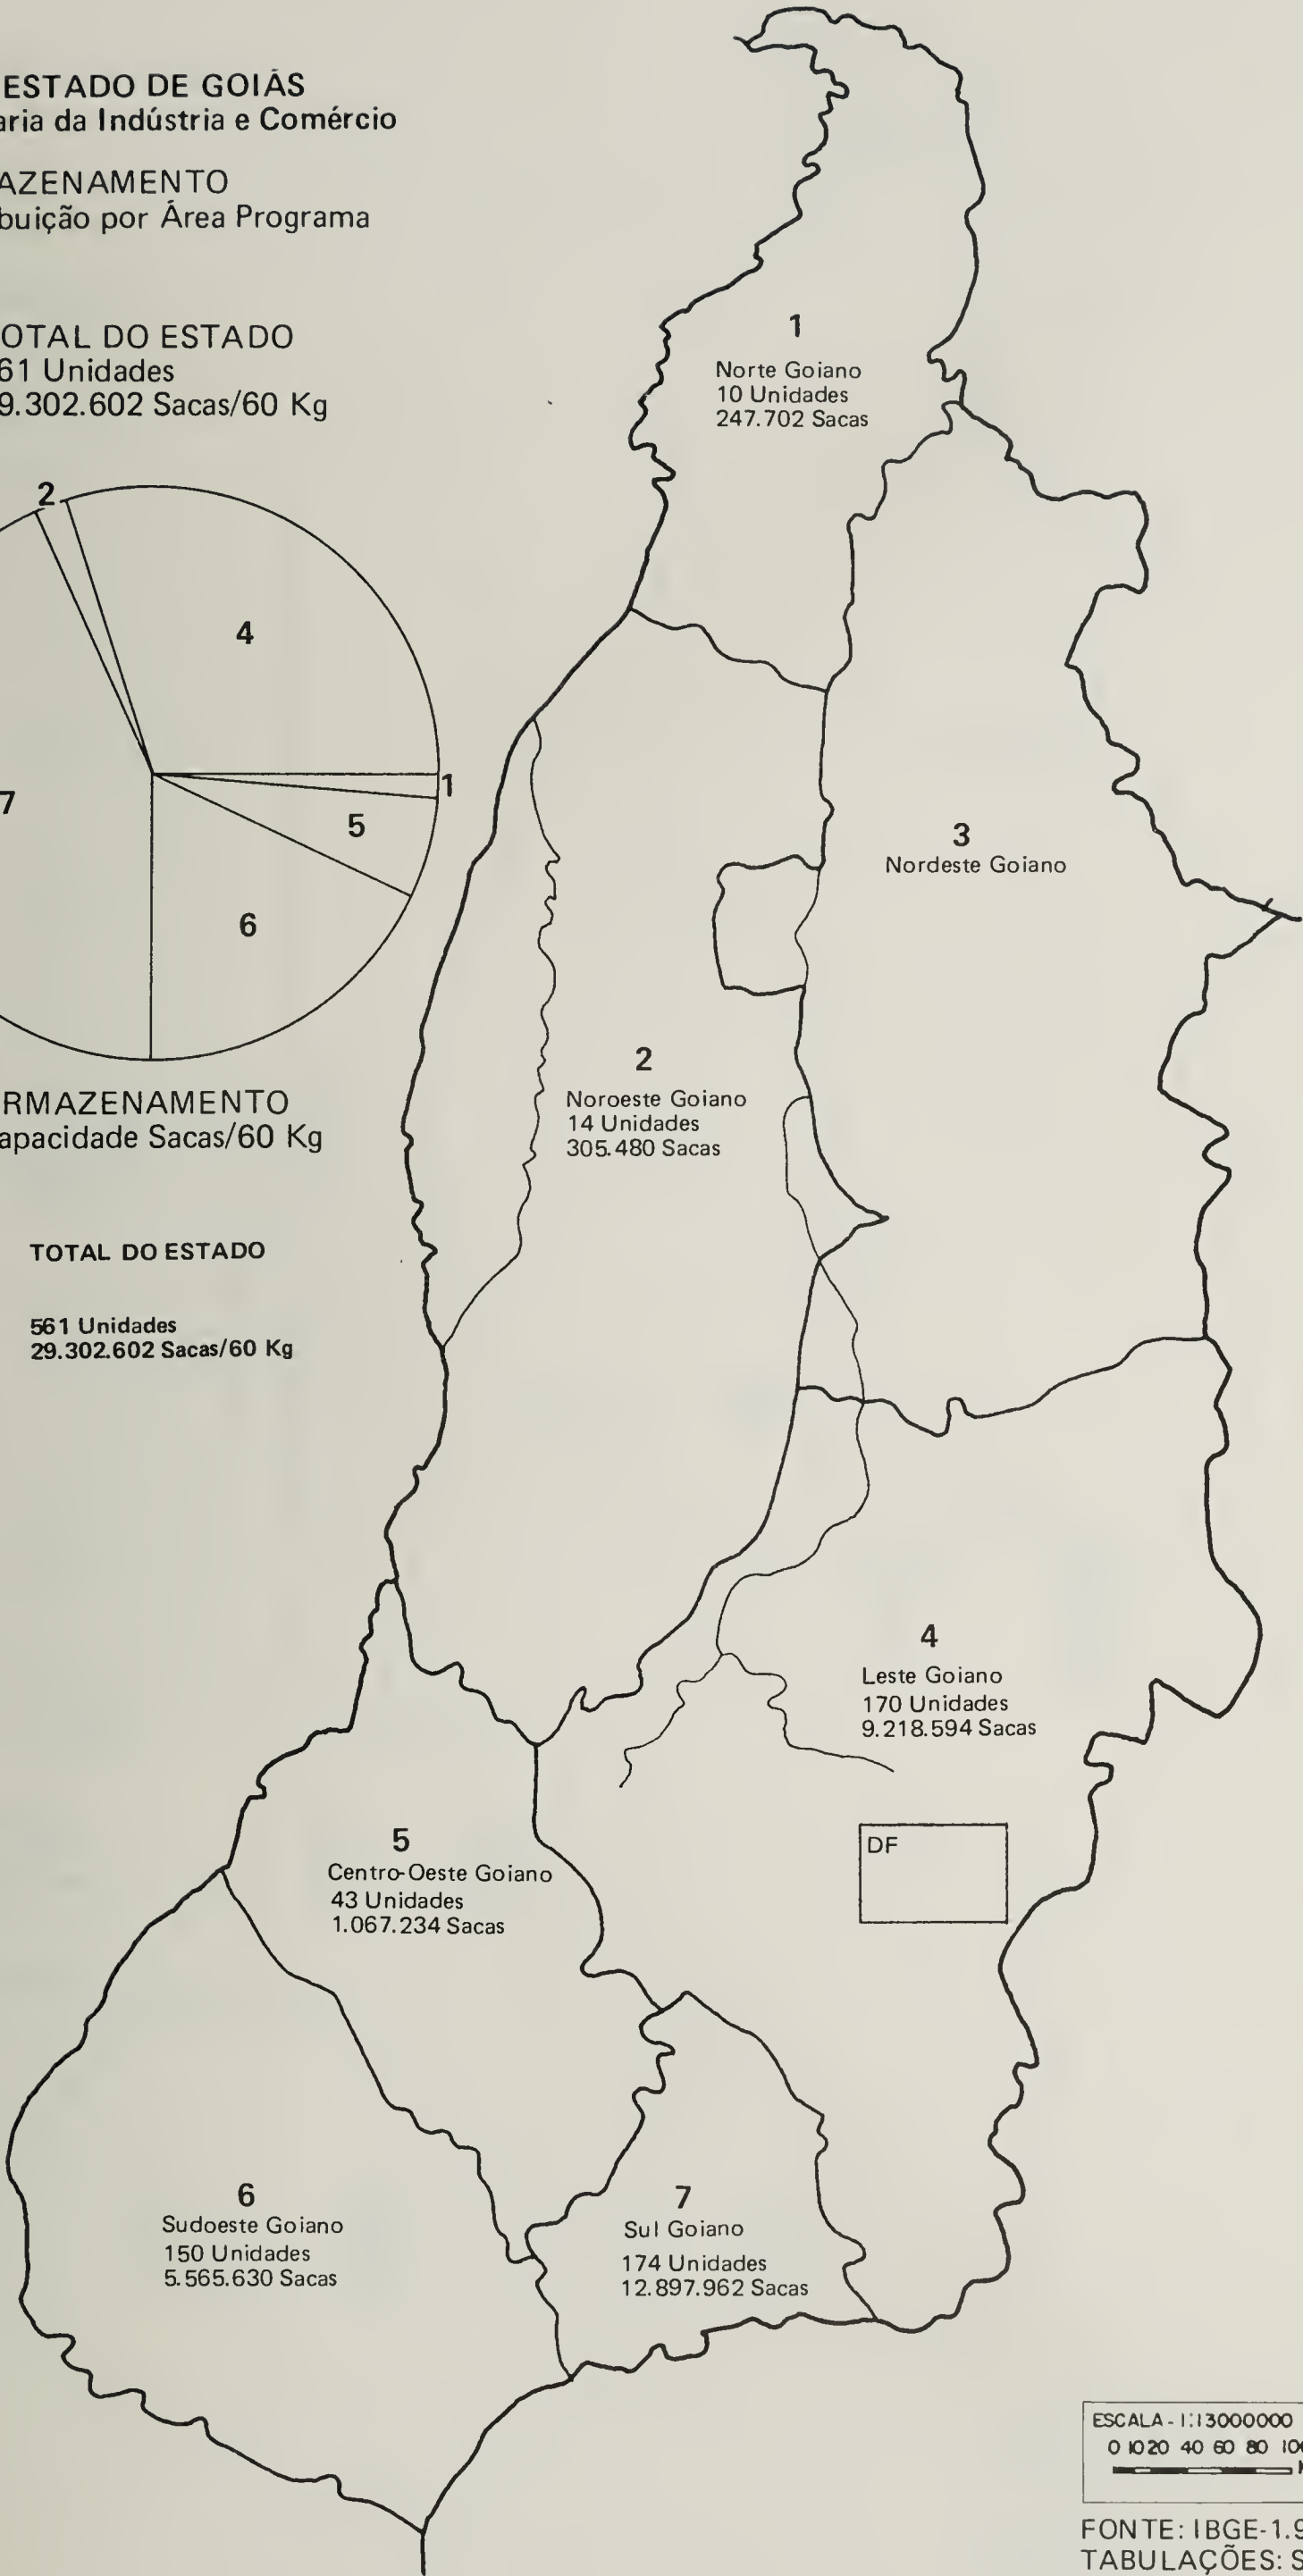 ESTADO DE GOIÁS
aria da Indústria e Comércio
AZENAMENTO
buição por Área Programa
OTAL DO ESTADO
61 Unidades
9.302.602 Sacas/60 Kg
2
4
1
5
7
6
RMAZENAMENTO
apacidade Sacas/60 Kg
TOTAL DO ESTADO
561 Unidades
29.302.602 Sacas/60 Kg
1
Norte Goiano
10 Unidades
247.702 Sacas
3
Nordeste Goiano
2
Noroeste Goiano
14 Unidades
305.480 Sacas
4
Leste Goiano
170 Unidades
9.218.594 Sacas
DF
5
Centro-Oeste Goiano
43 Unidades
1.067.234 Sacas
6
Sudoeste Goiano
150 Unidades
5.565.630 Sacas
7
Sul Goiano
174 Unidades
12.897.962 Sacas
ESCALA - 1:13000000
0 10 20 40 60 80 100
FONTE: IBGE-1.9
TABULAÇÕES: S